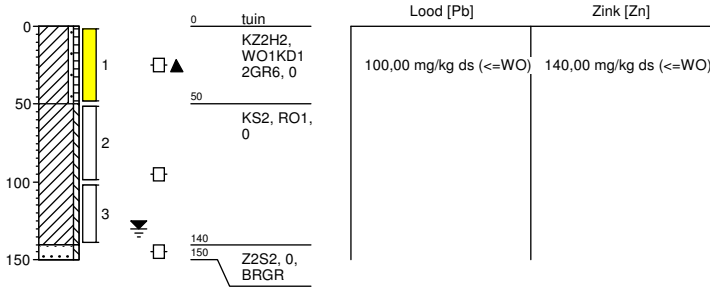 Lood [Pb] Zink [Zn]
0 0 tuin
KZ2H2,
WO1KD1
2GR6, 0
1 100,00 mg/kg ds (<=WO) 140,00 mg/kg ds (<=WO)
50 50
KS2, RO1,
0
2
100
3
140
150 150
Z2S2, 0,
BRGR